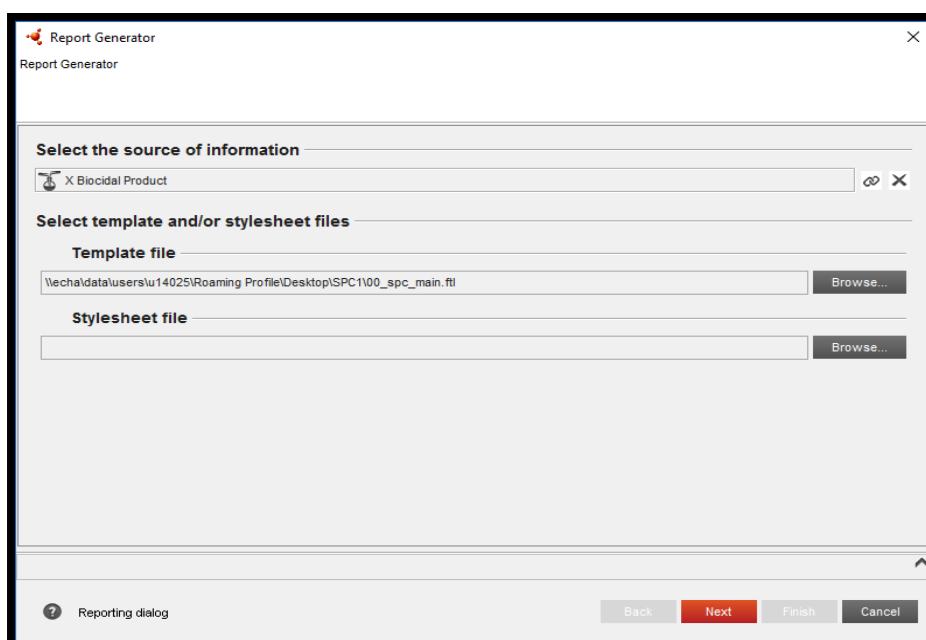 Report Generator
Report Generator
Select the source of information
X Biocidal Product
Select template and/or stylesheet files
Template file
\\echa\data\users\u14025\Roaming Profile\Desktop\SPC1\00_spc_main.ftl
Browse...
Stylesheet file
Browse...
? Reporting dialog
Back Next Finish Cancel